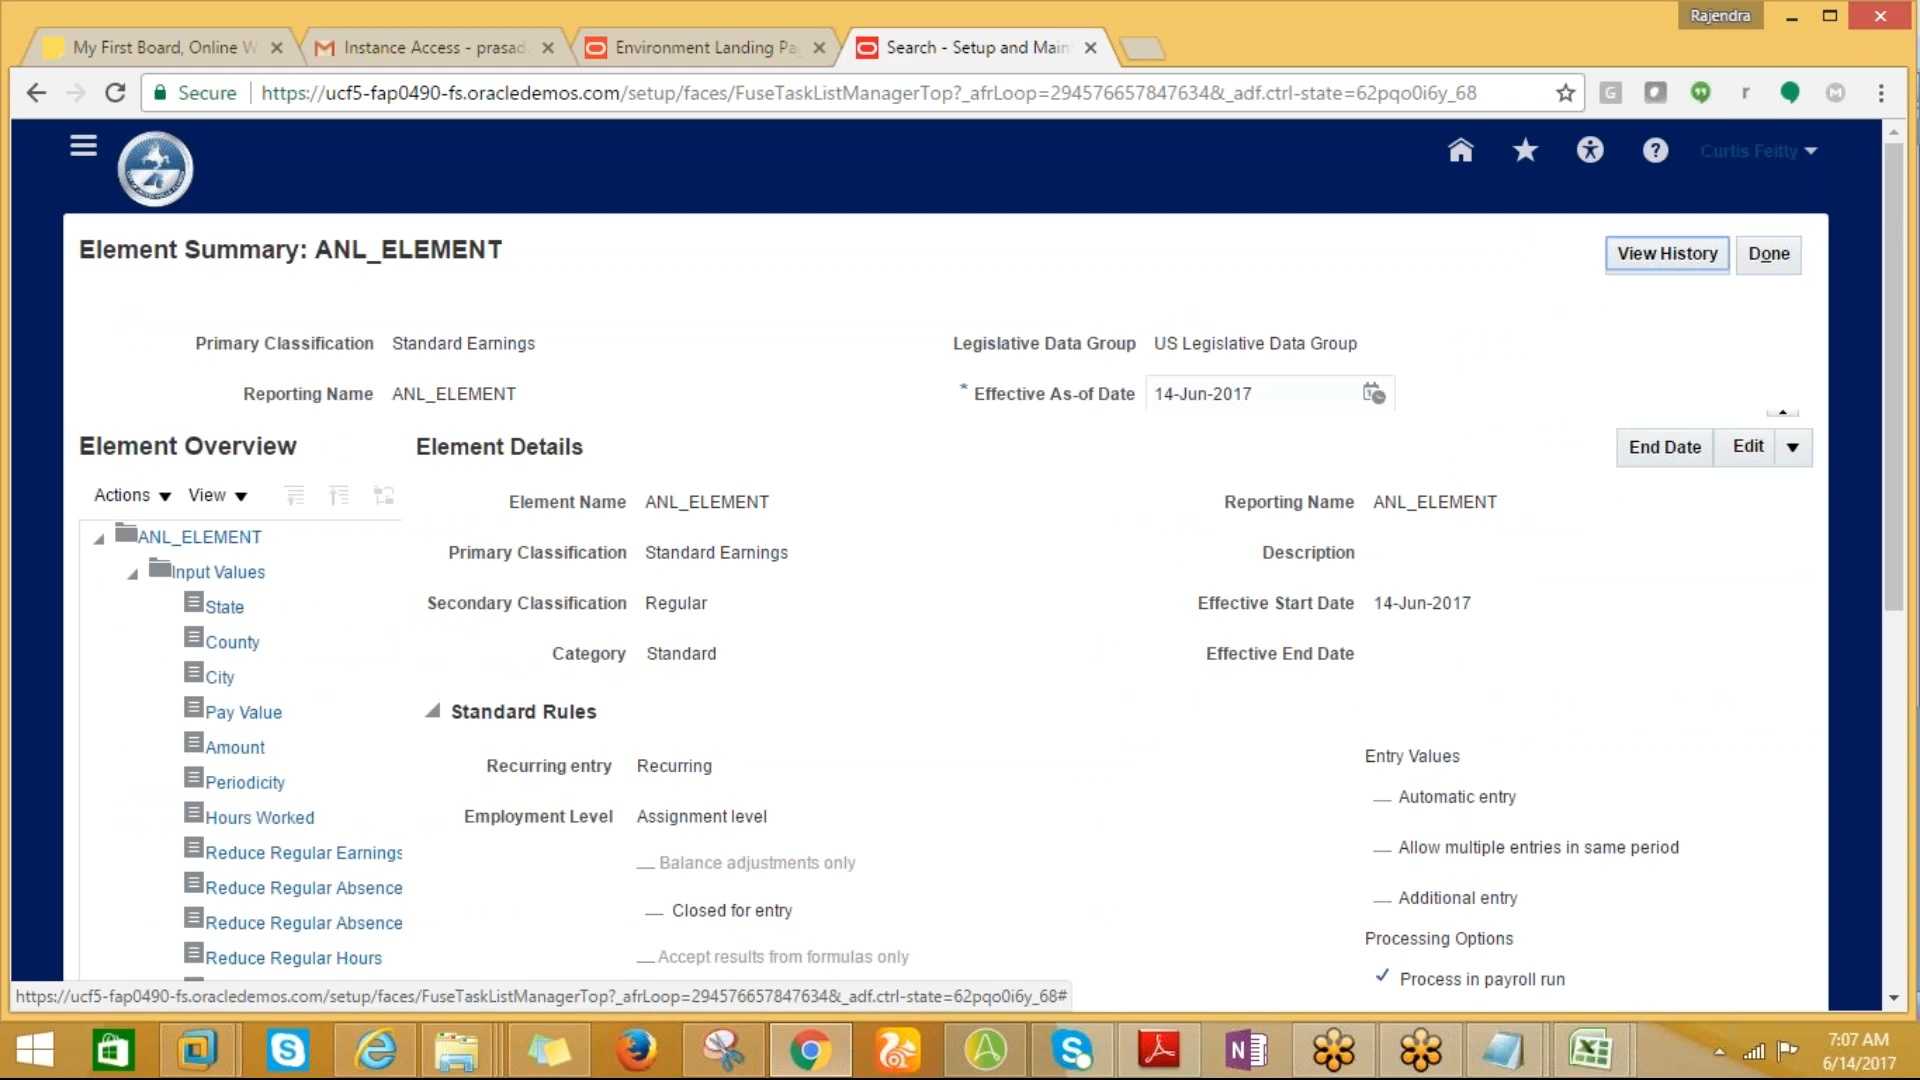 Rajendra
My First Board, Online W
Instance Access - prasad.
Environment Landing Pa
Search - Setup and Main
Secure
https://ucf5-fap0490-fs.oracledemos.com/setup/faces/FuseTaskListManagerTop?_afrLoop=294576657847634&_adf.ctrl-state=62pqo0i6y_68
Curtis Feitty
Element Summary: ANL_ELEMENT
View History
Done
Primary Classification Standard Earnings
Legislative Data Group US Legislative Data Group
Reporting Name ANL_ELEMENT
* Effective As-of Date 14-Jun-2017
Element Overview
Element Details
End Date
Edit
Actions
View
Element Name ANL_ELEMENT
Reporting Name ANL_ELEMENT
Primary Classification Standard Earnings
Description
Secondary Classification Regular
Effective Start Date 14-Jun-2017
Category Standard
Effective End Date
ANL_ELEMENT
Input Values
State
County
City
Pay Value
Amount
Periodicity
Hours Worked
Reduce Regular Earnings
Reduce Regular Absence
Reduce Regular Absence
Reduce Regular Hours
Standard Rules
Recurring entry Recurring
Employment Level Assignment level
Balance adjustments only
Closed for entry
Accept results from formulas only
Entry Values
Automatic entry
Allow multiple entries in same period
Additional entry
Processing Options
Process in payroll run
https://ucf5-fap0490-fs.oracledemos.com/setup/faces/FuseTaskListManagerTop?_afrLoop=294576657847634&_adf.ctrl-state=62pqo0i6y_68#
7:07 AM
6/14/2017